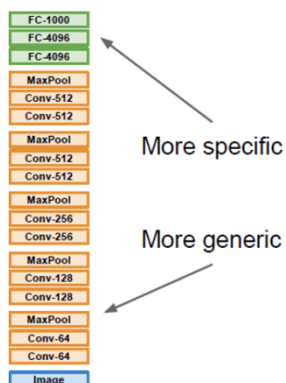 FC-1000
FC-4096
FC-4096
MaxPool
Conv-512
Conv-512
MaxPool
Conv-512
Conv-512
MaxPool
Conv-256
Conv-256
MaxPool
Conv-128
Conv-128
MaxPool
Conv-64
Conv-64
Image
More specific
More generic